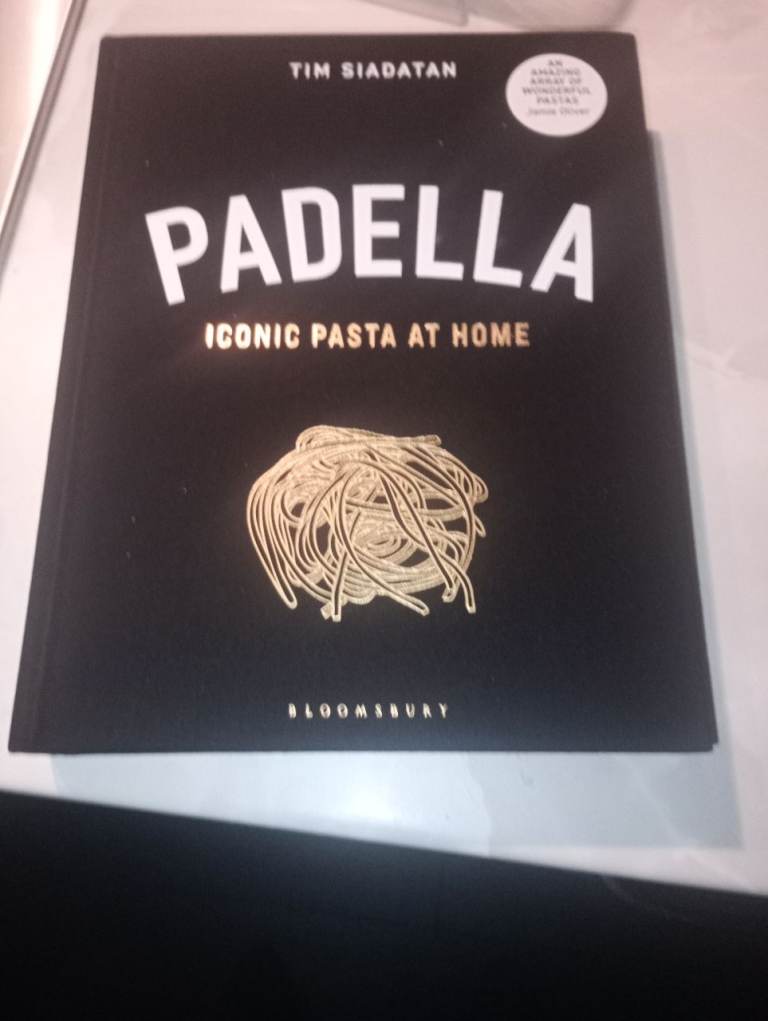 TIM SIADATAN
AN
AMAZING
ARRAY OF
WONDERFUL
PASTAS
Jamie Oliver
PADELLA
ICONIC PASTA AT HOME
BLOOMSBURY